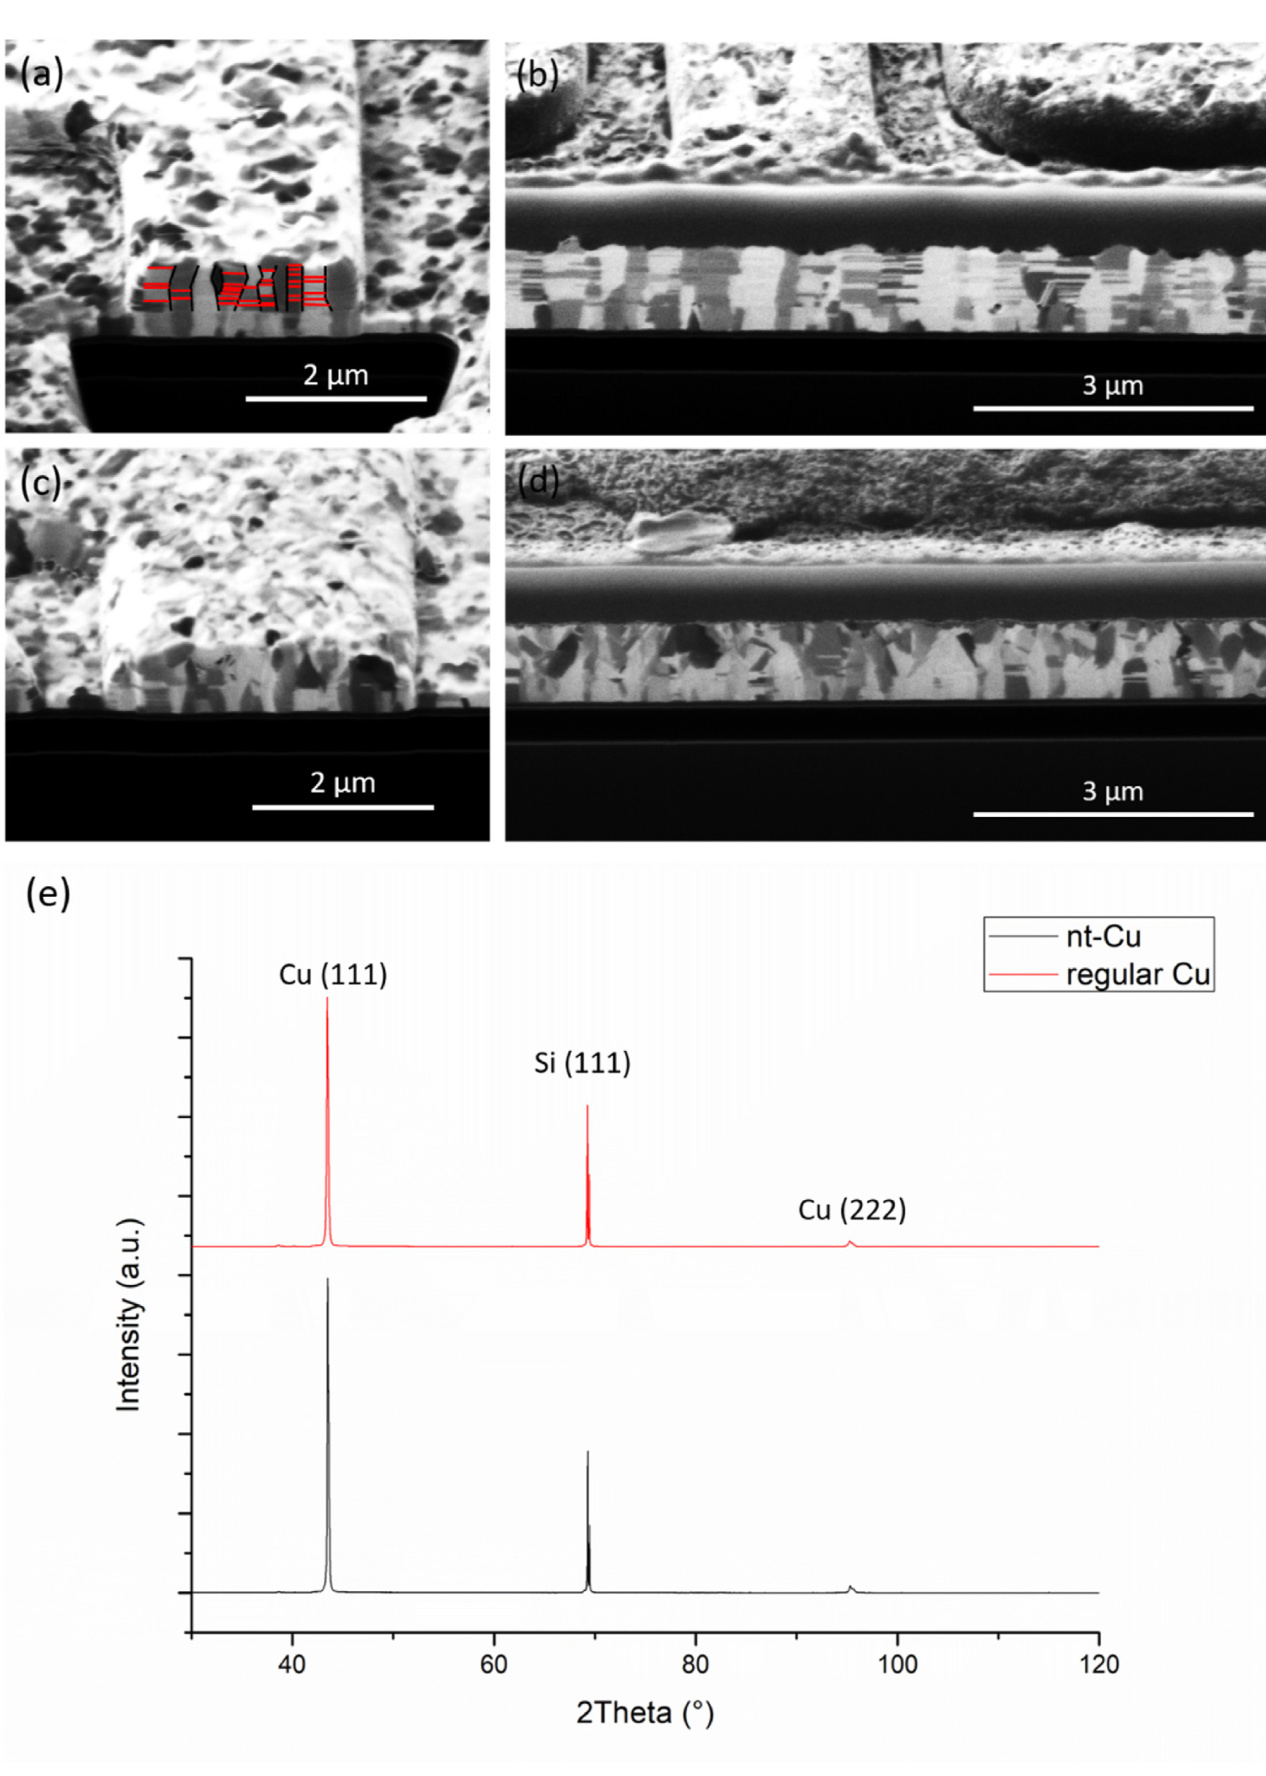 (a)
(b)
2 µm
3 µm
(c)
(d)
2 µm
3 µm
(e)
nt-Cu
regular Cu
Cu (111)
Si (111)
Cu (222)
Intensity (a.u.)
40 60 80 100 120
2Theta (°)